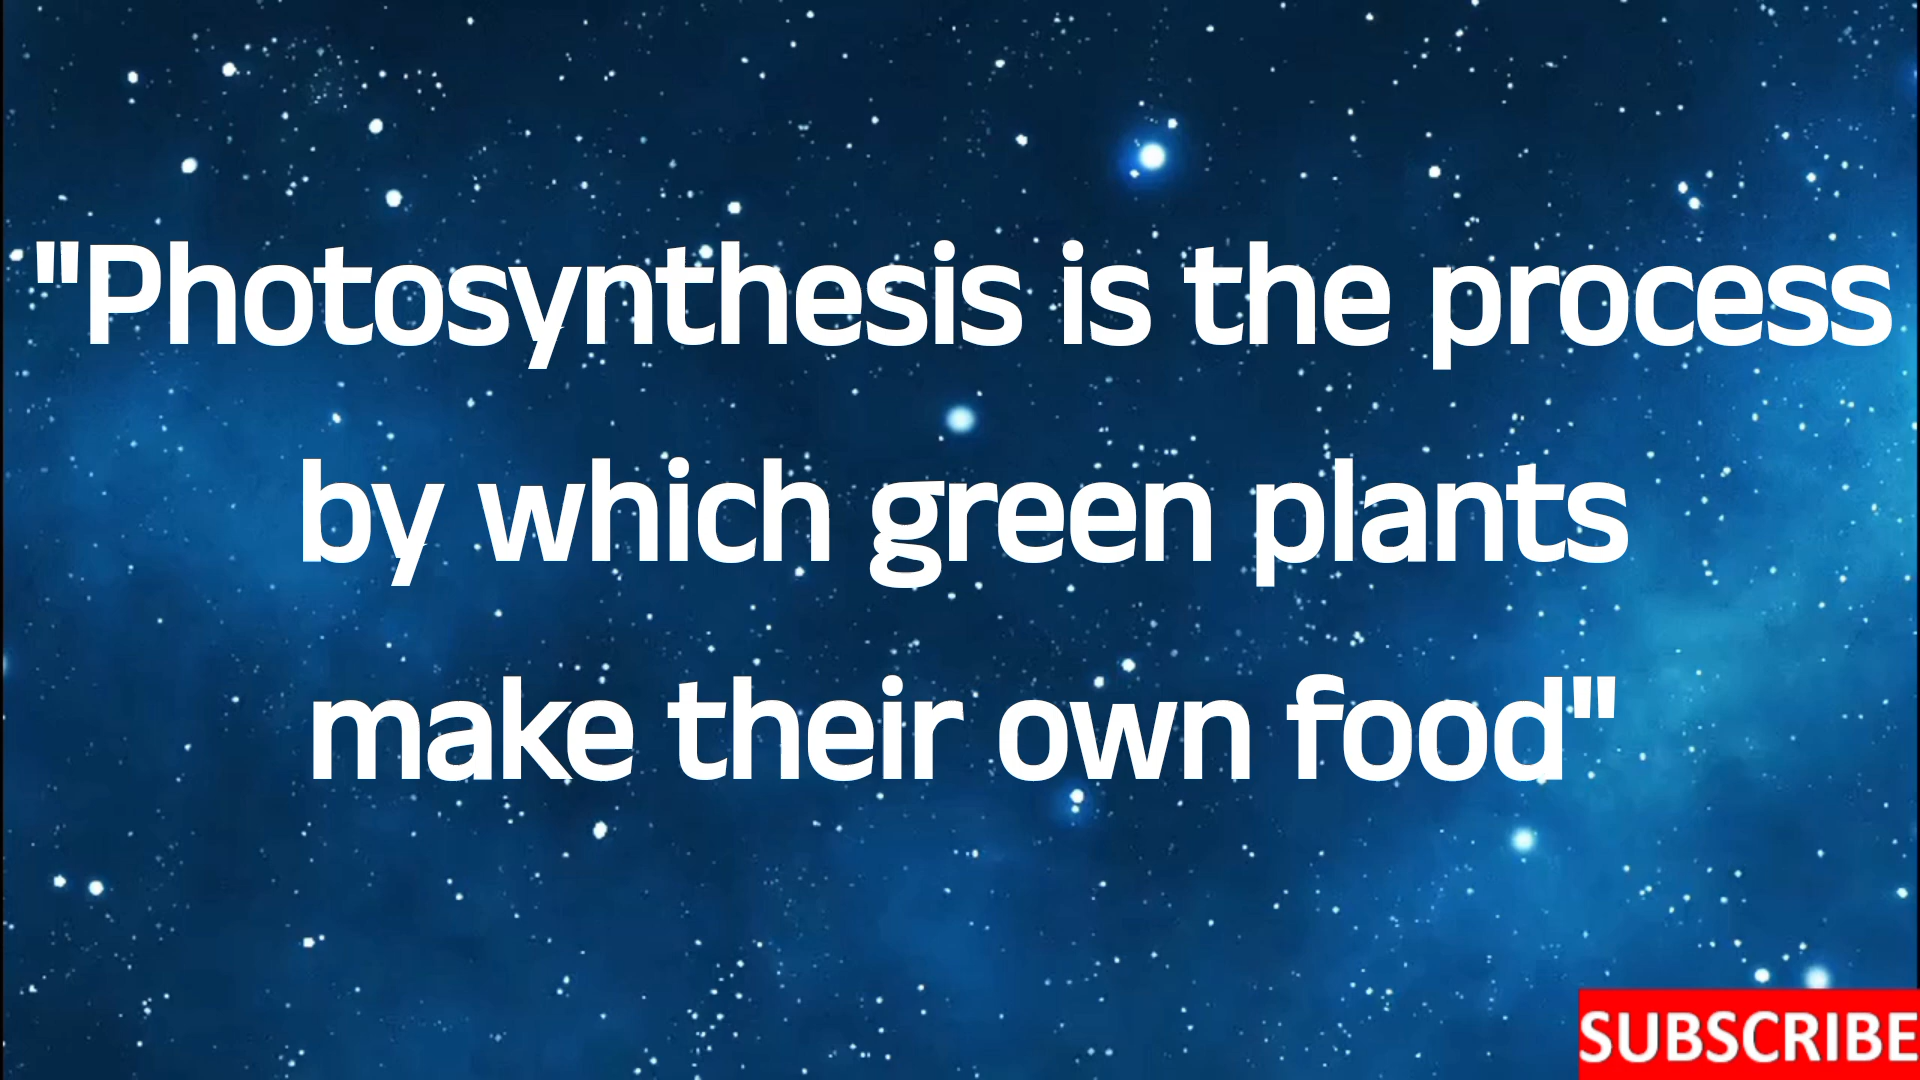 "Photosynthesis is the process
by which green plants
make their own food"
SUBSCRIBE